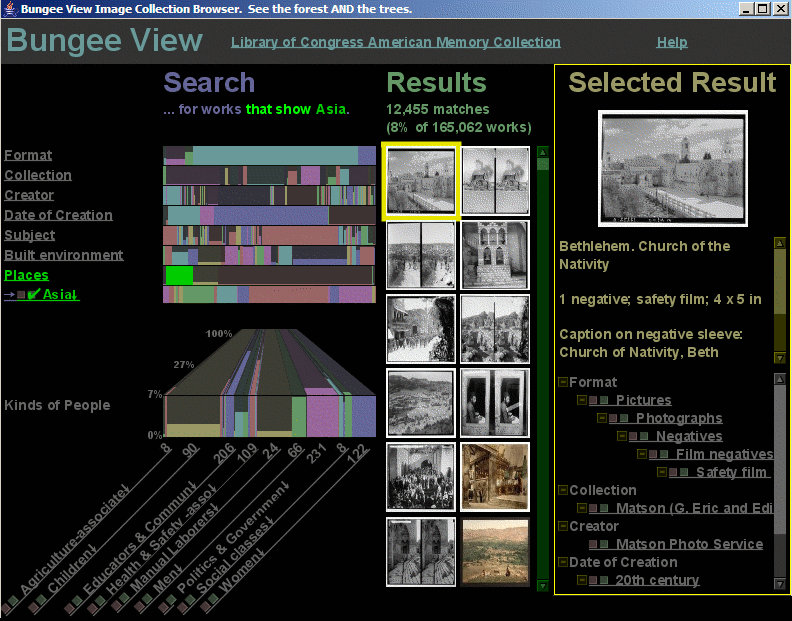 Bungee View Image Collection Browser. See the forest AND the trees.
Bungee View
Library of Congress American Memory Collection
Help
Search
... for works that show Asia.
Results
12,455 matches
(8% of 165,062 works)
Selected Result
Format
Collection
Creator
Date of Creation
Subject
Built environment
Places
Asia
100%
27%
7%
0%
Kinds of People
8
90
206
109
24
66
231
8
122
Agriculture-associate
Children
Educators & Communi
Health & Safety -asso
Manual Laborers
Men
Politics & Government
Social classes
Women
Bethlehem. Church of the
Nativity
1 negative; safety film; 4 x 5 in
Caption on negative sleeve:
Church of Nativity, Beth
Format
Pictures
Photographs
Negatives
Film negatives
Safety film
Collection
Matson (G. Eric and Edi
Creator
Matson Photo Service
Date of Creation
20th century